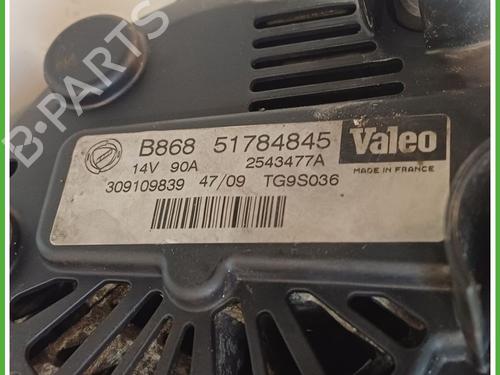 B-PARTS
B868 51784845 Valeo
14V 90A 2543477A MADE IN FRANCE
309109839 47/09 TG9S036